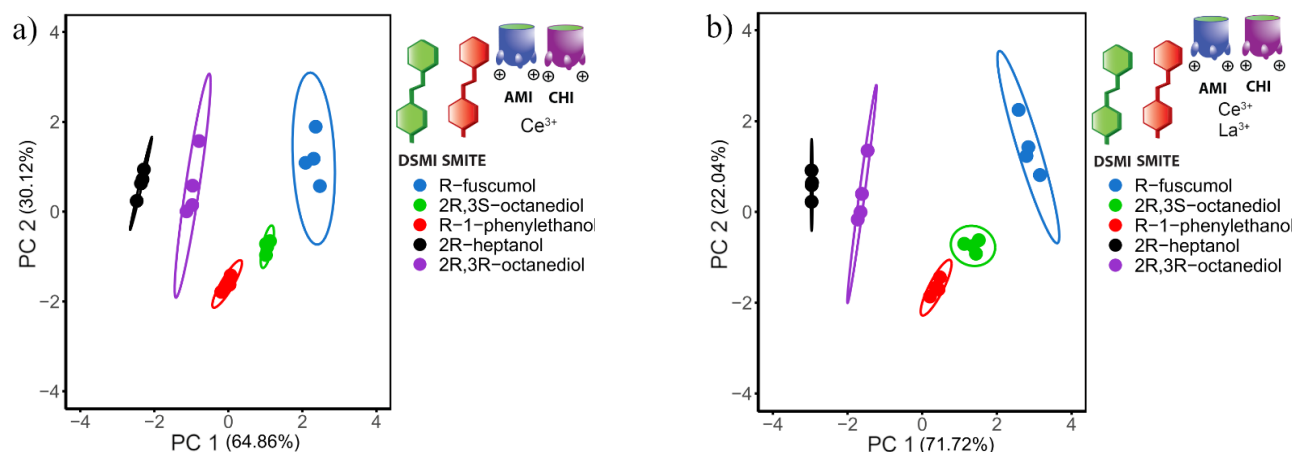 a)
4
2
0
−2
−4
PC 2 (30.12%)
−4
−2
0
2
4
PC 1 (64.86%)
⊕ ⊕ ⊕ ⊕
AMI CHI
Ce³⁺
DSMI SMITE
R−fuscumol
2R,3S−octanediol
R−1−phenylethanol
2R−heptanol
2R,3R−octanediol
b)
4
2
0
−2
−4
PC 2 (22.04%)
−4
−2
0
2
4
PC 1 (71.72%)
⊕ ⊕ ⊕ ⊕
AMI CHI
Ce³⁺
La³⁺
DSMI SMITE
R−fuscumol
2R,3S−octanediol
R−1−phenylethanol
2R−heptanol
2R,3R−octanediol